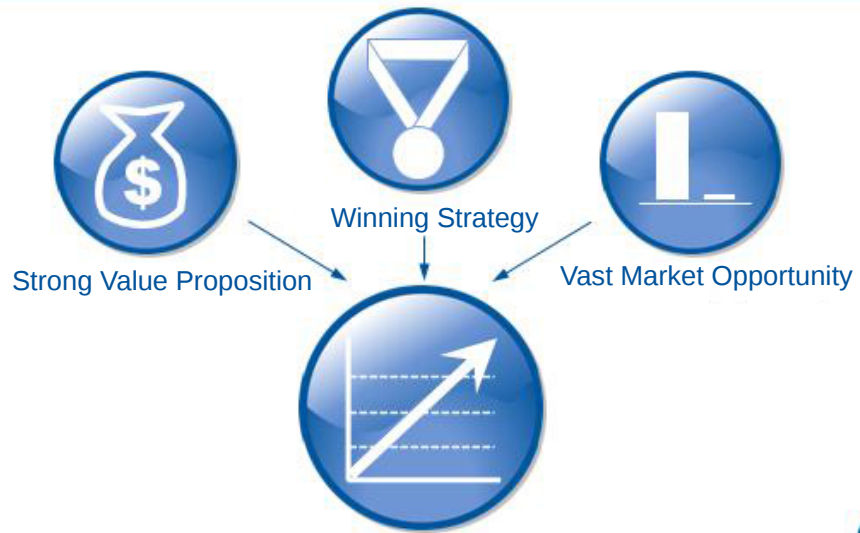 $
Winning Strategy
Strong Value Proposition
Vast Market Opportunity